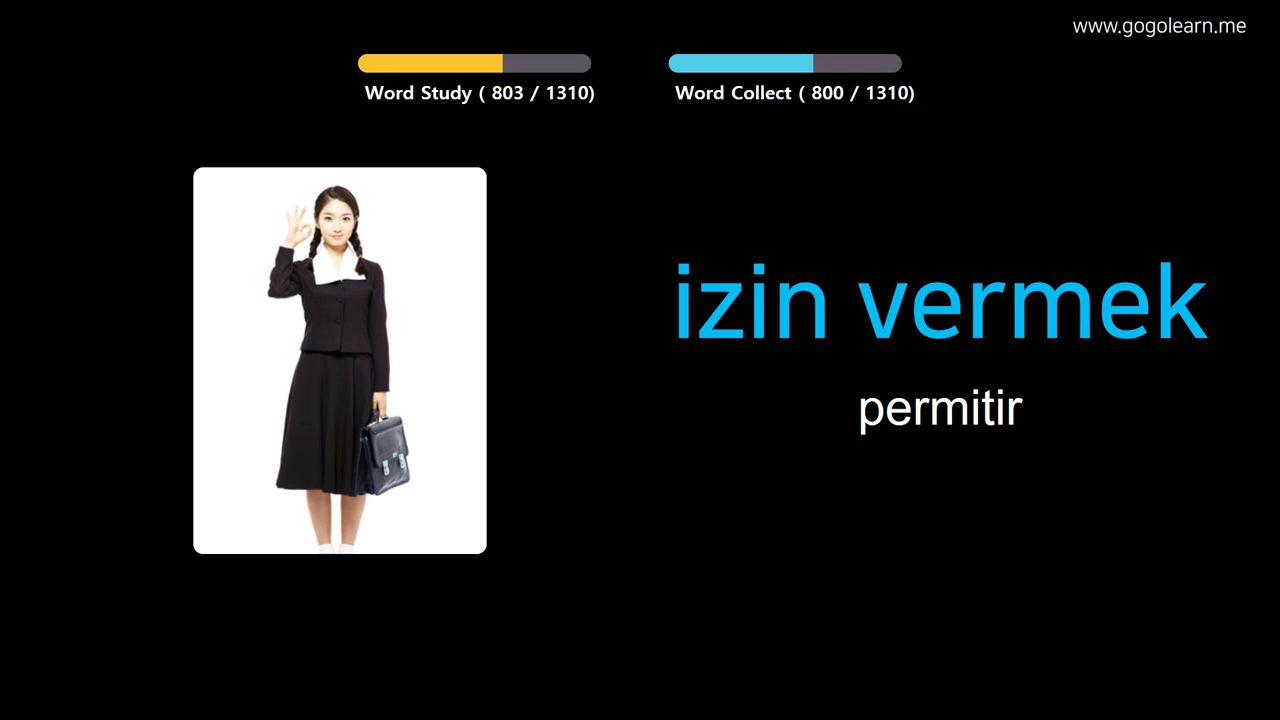 www.gogolearn.me
Word Study ( 803 / 1310)
Word Collect ( 800 / 1310)
izin vermek
permitir